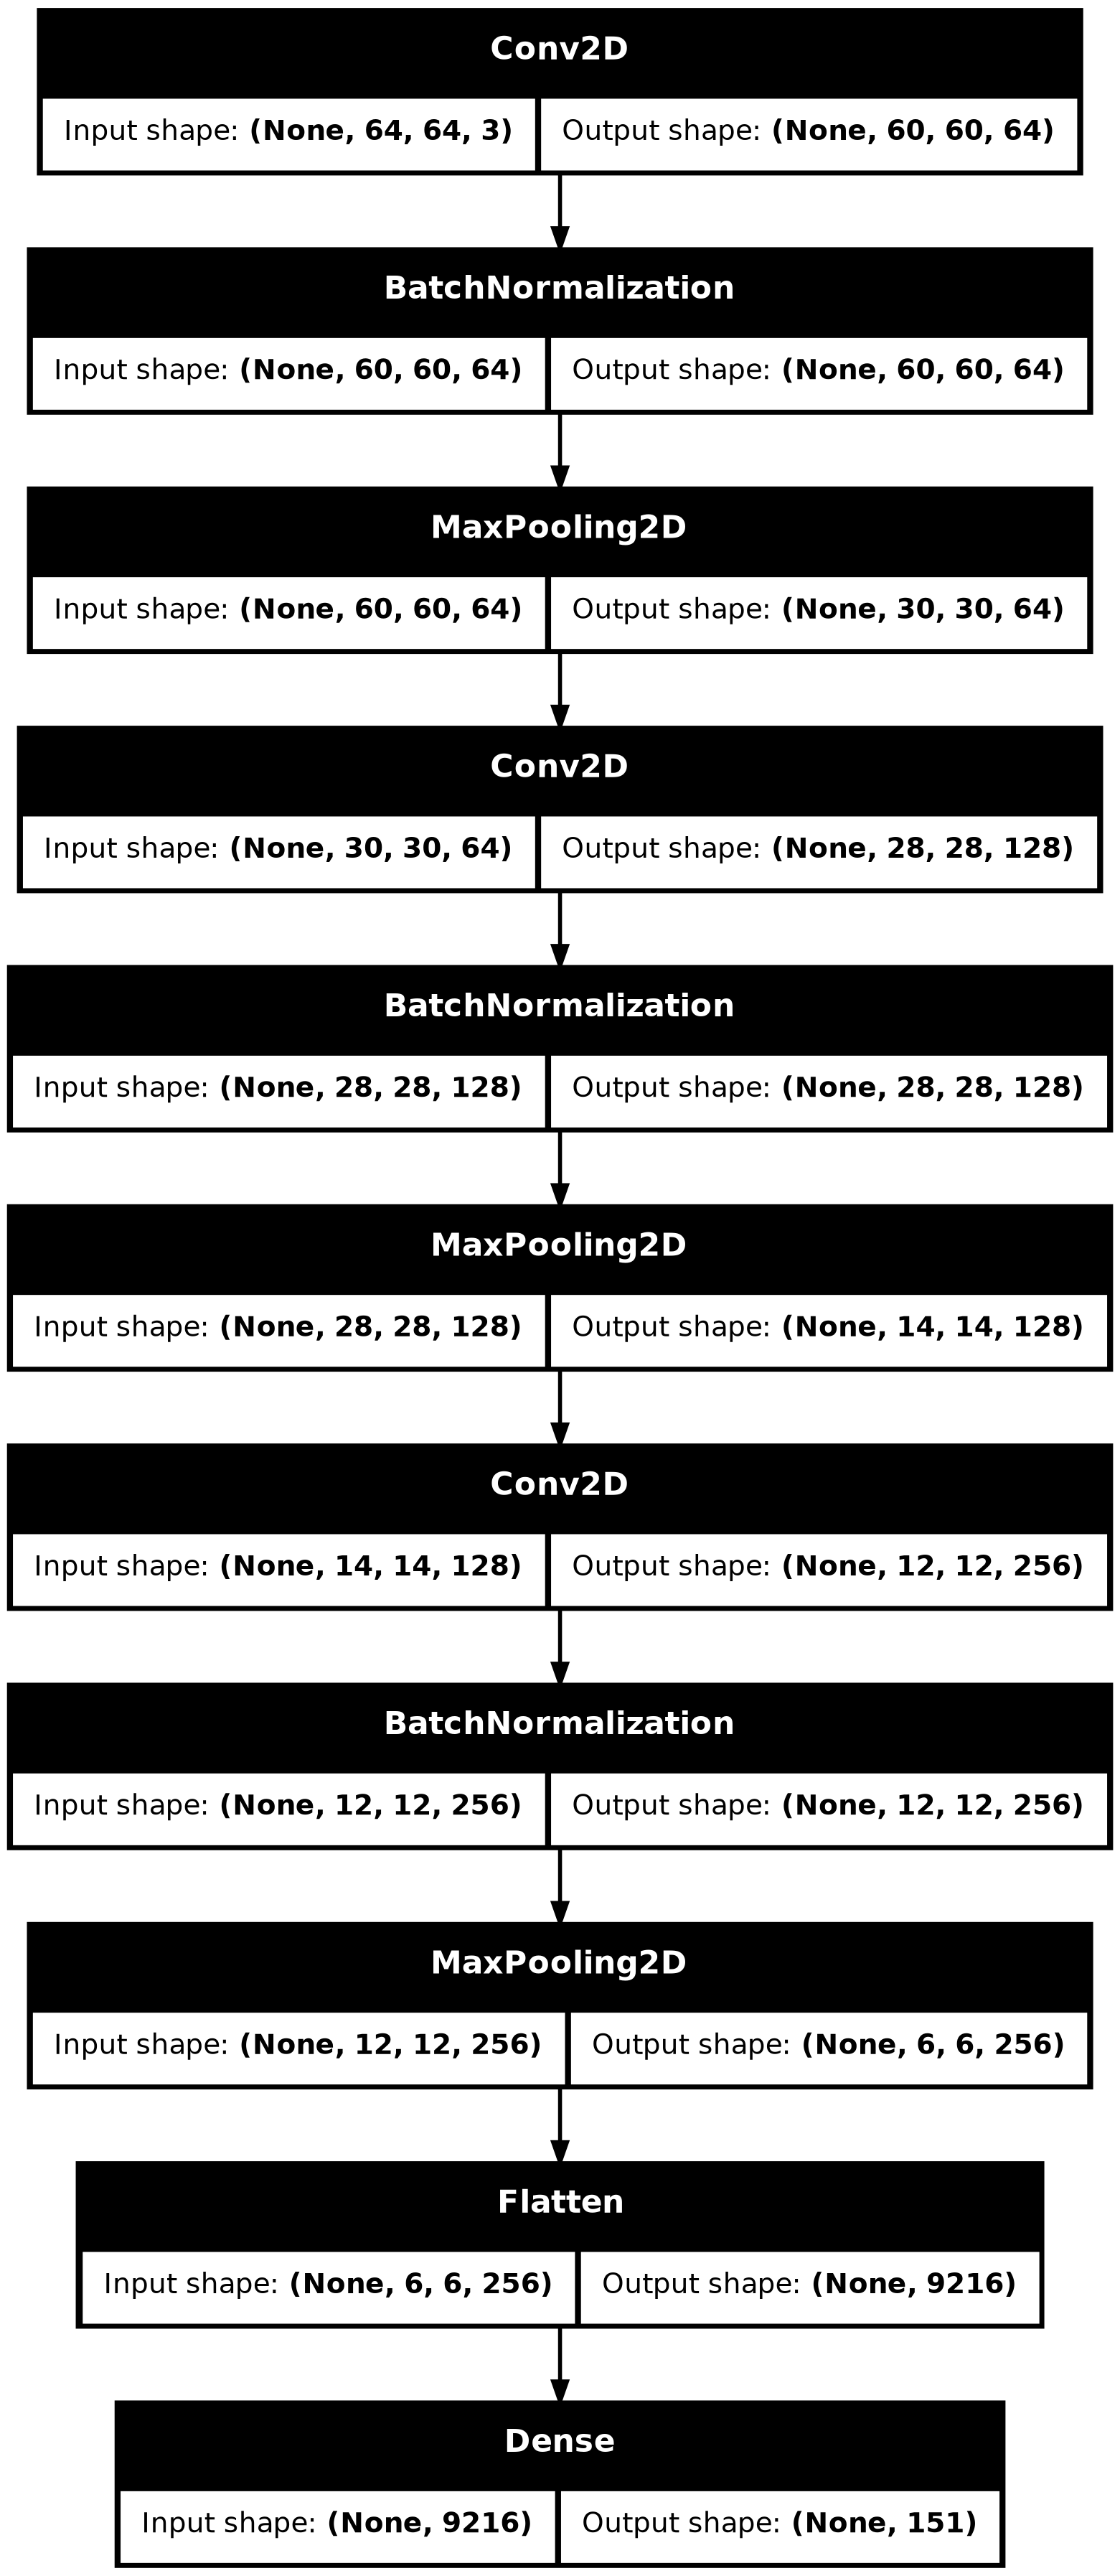 Conv2D
Input shape: (None, 64, 64, 3) Output shape: (None, 60, 60, 64)
BatchNormalization
Input shape: (None, 60, 60, 64) Output shape: (None, 60, 60, 64)
MaxPooling2D
Input shape: (None, 60, 60, 64) Output shape: (None, 30, 30, 64)
Conv2D
Input shape: (None, 30, 30, 64) Output shape: (None, 28, 28, 128)
BatchNormalization
Input shape: (None, 28, 28, 128) Output shape: (None, 28, 28, 128)
MaxPooling2D
Input shape: (None, 28, 28, 128) Output shape: (None, 14, 14, 128)
Conv2D
Input shape: (None, 14, 14, 128) Output shape: (None, 12, 12, 256)
BatchNormalization
Input shape: (None, 12, 12, 256) Output shape: (None, 12, 12, 256)
MaxPooling2D
Input shape: (None, 12, 12, 256) Output shape: (None, 6, 6, 256)
Flatten
Input shape: (None, 6, 6, 256) Output shape: (None, 9216)
Dense
Input shape: (None, 9216) Output shape: (None, 151)